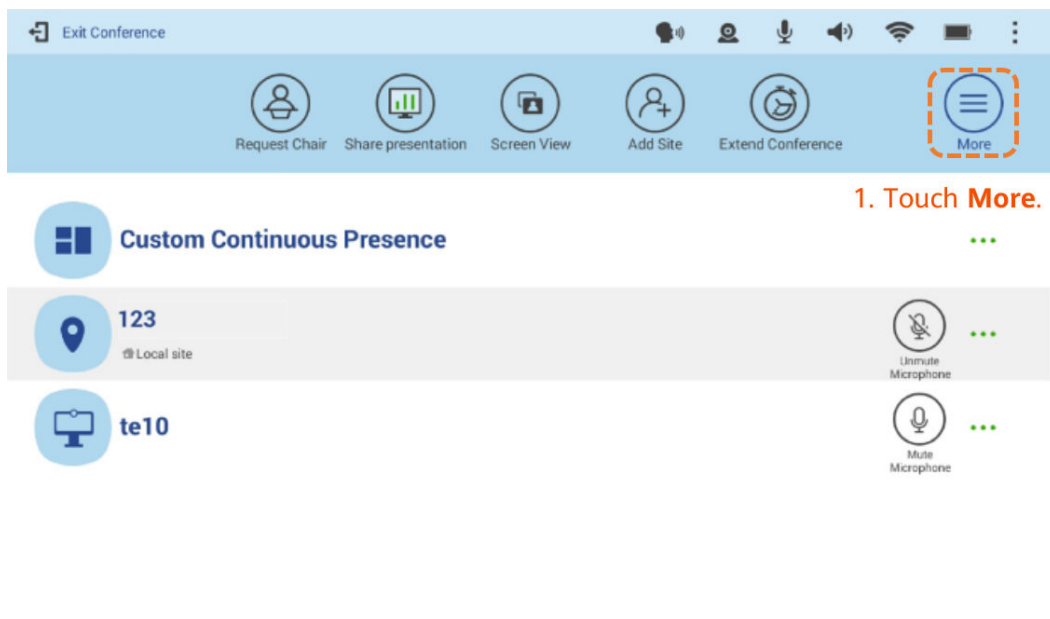 Exit Conference
Request Chair
Share presentation
Screen View
Add Site
Extend Conference
More
1. Touch More.
Custom Continuous Presence
123
Local site
Unmute
Microphone
te10
Mute
Microphone